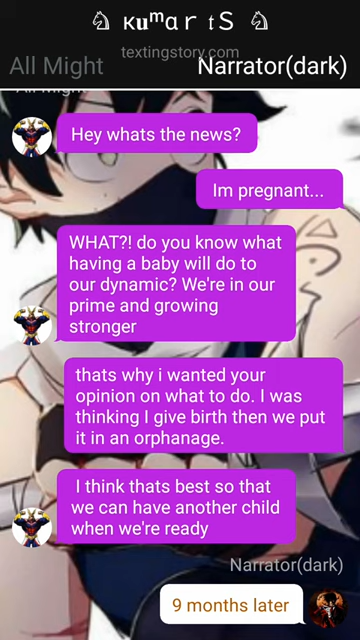 ♘ ᴋᴜᵐɑｒ tS ♘
textingstory.com
All Might
Narrator(dark)
Hey whats the news?
Im pregnant...
WHAT?! do you know what
having a baby will do to
our dynamic? We're in our
prime and growing
stronger
thats why i wanted your
opinion on what to do. I was
thinking I give birth then we put
it in an orphanage.
I think thats best so that
we can have another child
when we're ready
Narrator(dark)
9 months later